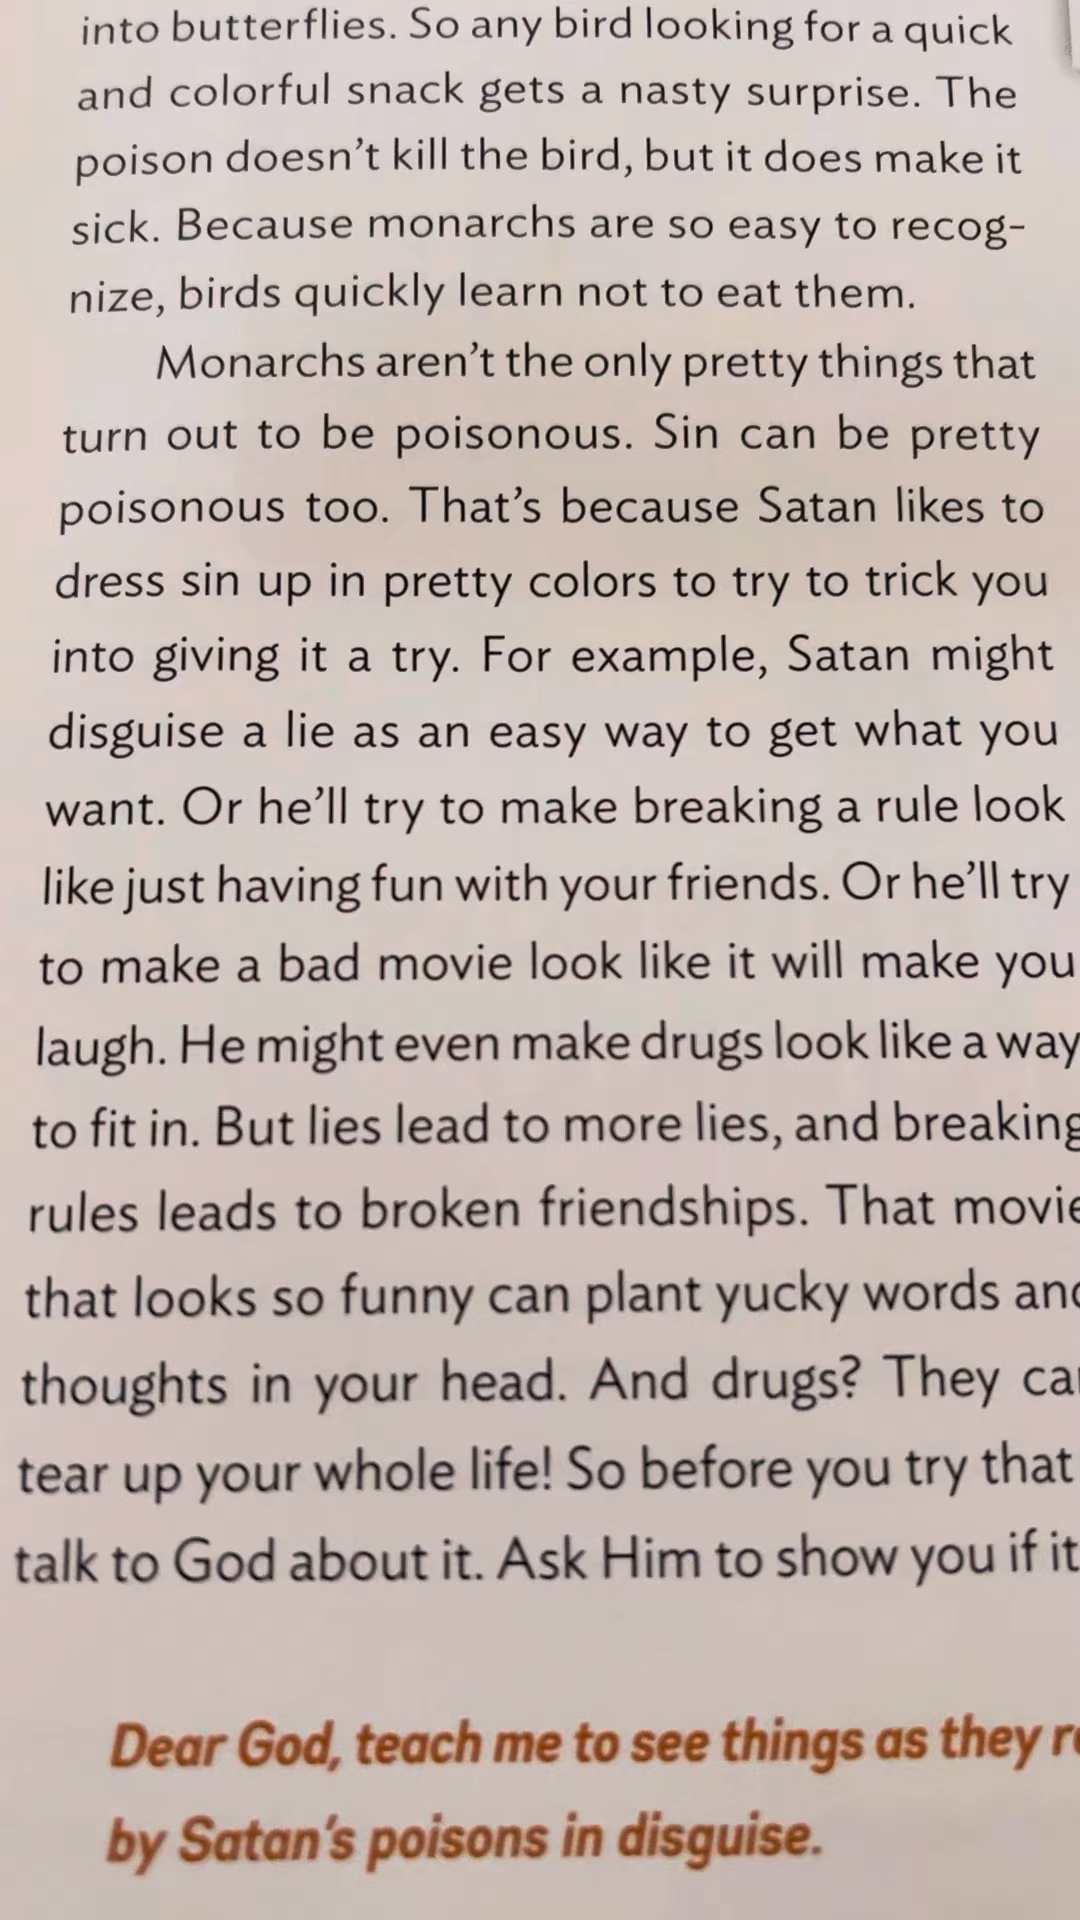 into butterflies. So any bird looking for a quick
and colorful snack gets a nasty surprise. The
poison doesn't kill the bird, but it does make it
sick. Because monarchs are so easy to recog-
nize, birds quickly learn not to eat them.
Monarchs aren't the only pretty things that
turn out to be poisonous. Sin can be pretty
poisonous too. That's because Satan likes to
dress sin up in pretty colors to try to trick you
into giving it a try. For example, Satan might
disguise a lie as an easy way to get what you
want. Or he'll try to make breaking a rule look
like just having fun with your friends. Or he'll try
to make a bad movie look like it will make you
laugh. He might even make drugs look like a way
to fit in. But lies lead to more lies, and breaking
rules leads to broken friendships. That movie
that looks so funny can plant yucky words and
thoughts in your head. And drugs? They
tear up your whole life! So before you try that
talk to God about it. Ask Him to show you if it
Dear God, teach me to see things as they
by Satan's poisons in disguise.